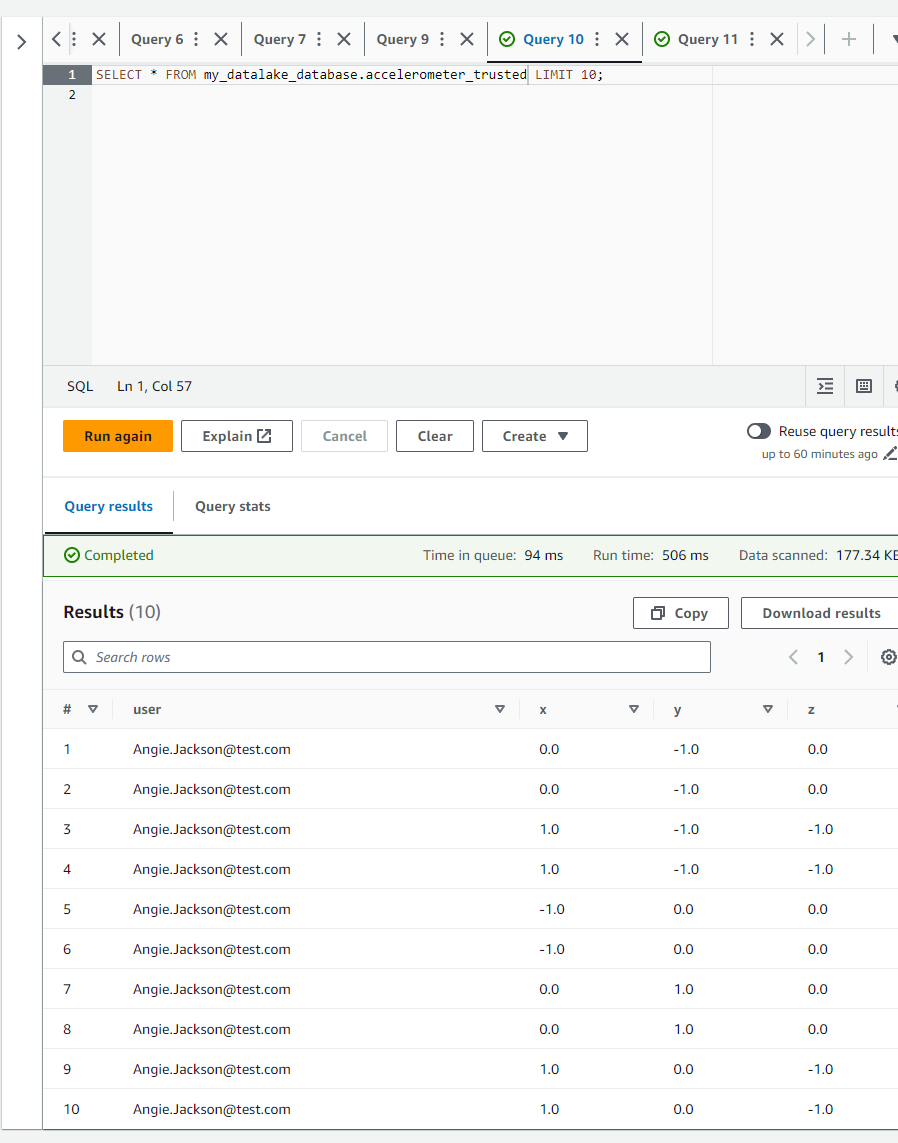 Query 6 Query 7 Query 9 Query 10 Query 11
1 SELECT * FROM my_datalake_database.accelerometer_trusted LIMIT 10;
2
SQL Ln 1, Col 57
Run again Explain Cancel Clear Create Reuse query results
up to 60 minutes ago
Query results Query stats
Completed Time in queue: 94 ms Run time: 506 ms Data scanned: 177.34 KB
Results (10) Copy Download results
Search rows 1
# user x y z
1 Angie.Jackson@test.com 0.0 -1.0 0.0
2 Angie.Jackson@test.com 0.0 -1.0 0.0
3 Angie.Jackson@test.com 1.0 -1.0 -1.0
4 Angie.Jackson@test.com 1.0 -1.0 -1.0
5 Angie.Jackson@test.com -1.0 0.0 0.0
6 Angie.Jackson@test.com -1.0 0.0 0.0
7 Angie.Jackson@test.com 0.0 1.0 0.0
8 Angie.Jackson@test.com 0.0 1.0 0.0
9 Angie.Jackson@test.com 1.0 0.0 -1.0
10 Angie.Jackson@test.com 1.0 0.0 -1.0